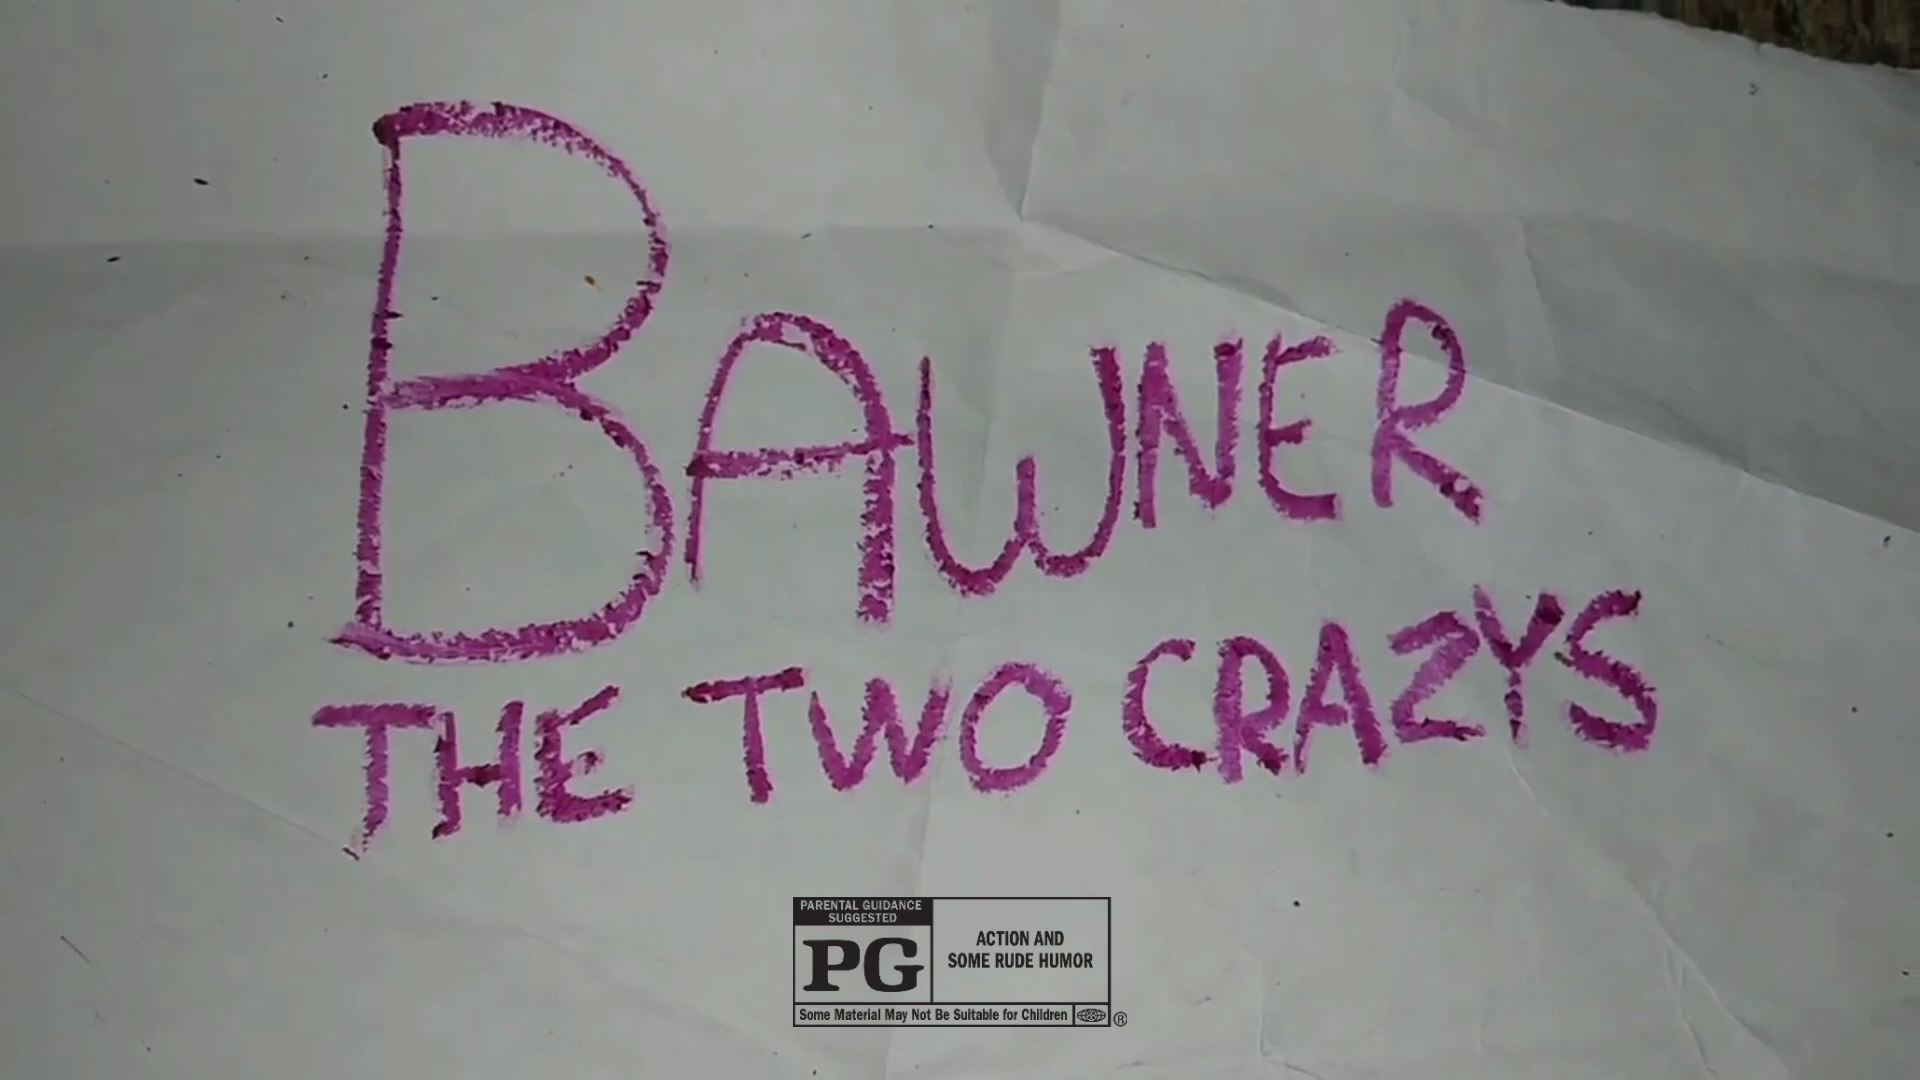 BAWNER
THE TWO CRAZYS
PARENTAL GUIDANCE
SUGGESTED
PG
ACTION AND
SOME RUDE HUMOR
Some Material May Not Be Suitable for Children
®